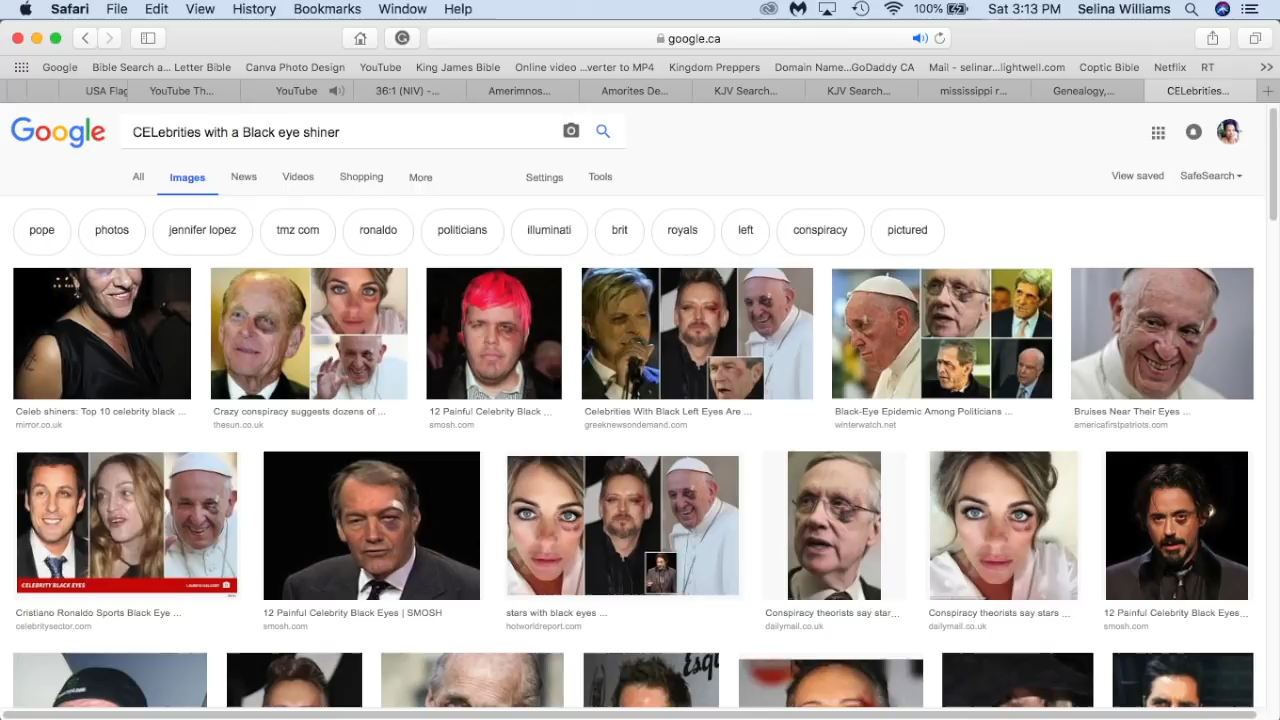 Safari File Edit View History Bookmarks Window Help 100% Sat 3:13 PM Selina Williams
google.ca
Google Bible Search a... Letter Bible Canva Photo Design YouTube King James Bible Online video ...verter to MP4 Kingdom Preppers Domain Name...GoDaddy CA Mail - selinar...lightwell.com Coptic Bible Netflix RT >>
USA Flag YouTube Th... YouTube 36:1 (NIV) -... Amerimnos... Amorites De... KJV Search... KJV Search... mississippi r... Genealogy,... CELebrities... +
Google CELebrities with a Black eye shiner
All Images News Videos Shopping More Settings Tools View saved SafeSearch
pope photos jennifer lopez tmz com ronaldo politicians illuminati brit royals left conspiracy pictured
Celeb shiners: Top 10 celebrity black ... Crazy conspiracy suggests dozens of ... 12 Painful Celebrity Black ... Celebrities With Black Left Eyes Are ... Black-Eye Epidemic Among Politicians ... Bruises Near Their Eyes ...
mirror.co.uk thesun.co.uk smosh.com greeknewsondemand.com winterwatch.net americafirstpatriots.com
CELEBRITY BLACK EYES
Cristiano Ronaldo Sports Black Eye ... 12 Painful Celebrity Black Eyes | SMOSH stars with black eyes ... Conspiracy theorists say star... Conspiracy theorists say stars ... 12 Painful Celebrity Black Eyes...
celebritysector.com smosh.com hotworldreport.com dailymail.co.uk dailymail.co.uk smosh.com
Esq